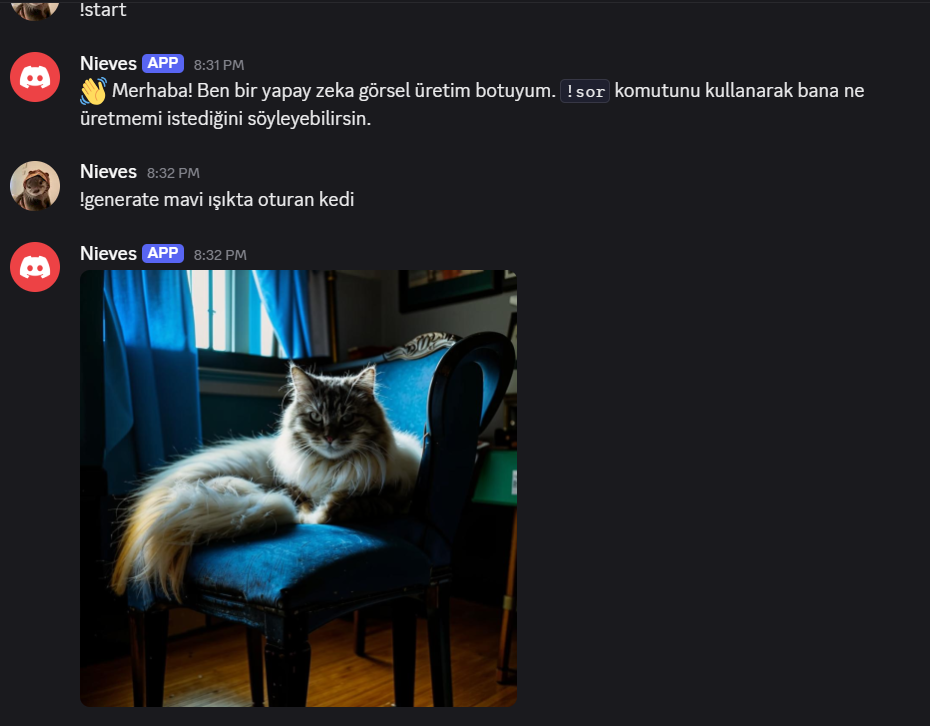 !start
Nieves APP 8:31 PM
👋 Merhaba! Ben bir yapay zeka görsel üretim botuyum. !sor komutunu kullanarak bana ne
üretmemi istediğini söyleyebilirsin.
Nieves 8:32 PM
!generate mavi ışıkta oturan kedi
Nieves APP 8:32 PM